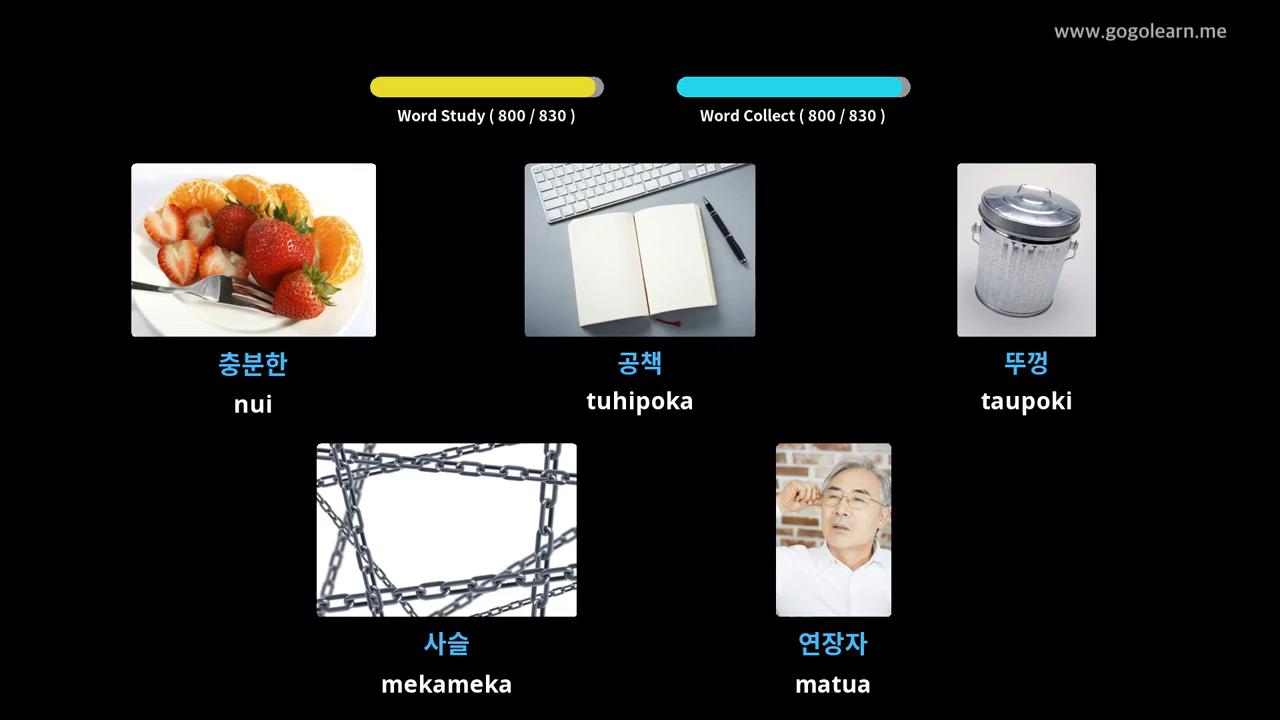 www.gogolearn.me
Word Study ( 800 / 830 )
Word Collect ( 800 / 830 )
충분한
nui
공책
tuhipoka
뚜껑
taupoki
사슬
mekameka
연장자
matua